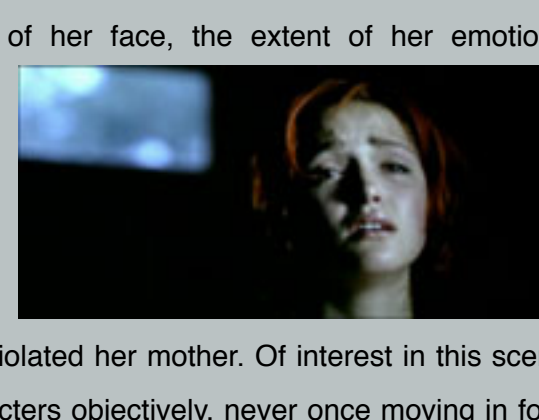 of her face, the extent of her emotio
iolated her mother. Of interest in this sce
cters objectively, never once moving in fo